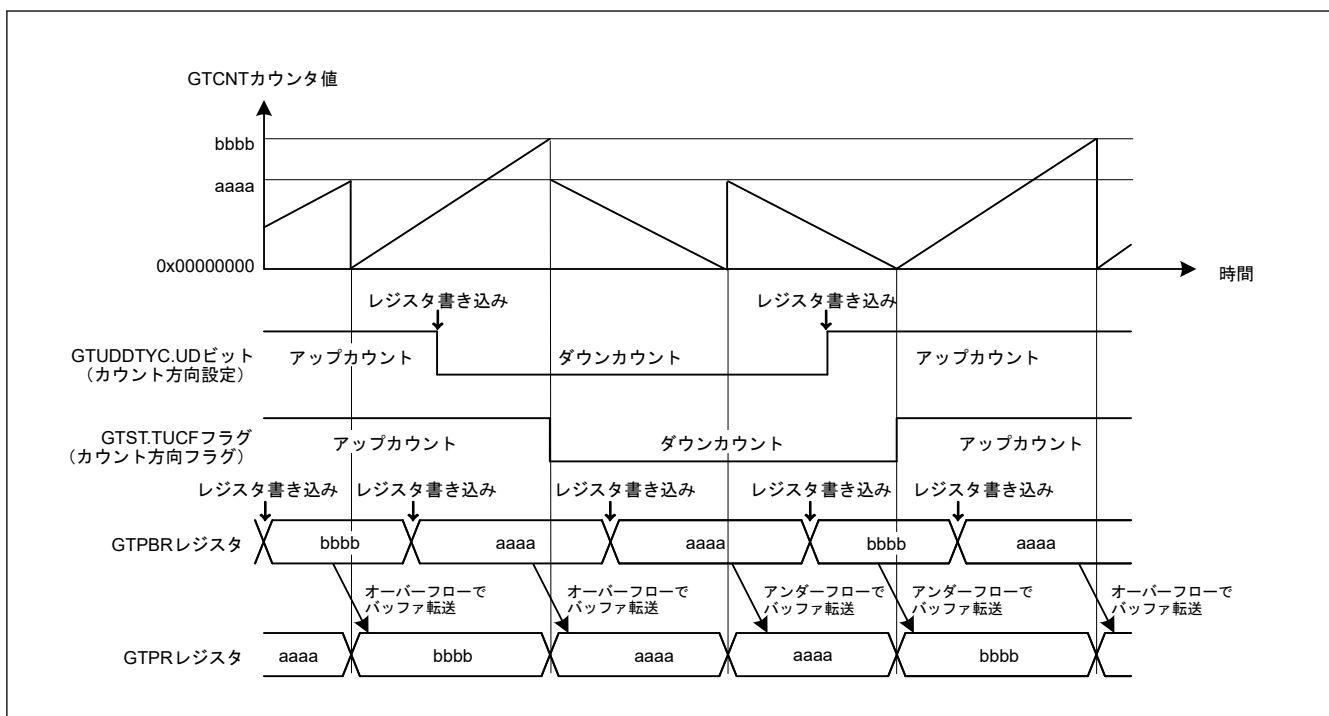 GTCNTカウンタ値
bbbb
aaaa
0x00000000
時間
レジスタ書き込み
レジスタ書き込み
GTUDDTYC.UDビット
（カウント方向設定）
アップカウント
ダウンカウント
アップカウント
GTST.TUCFフラグ
（カウント方向フラグ）
アップカウント
ダウンカウント
アップカウント
レジスタ書き込み
レジスタ書き込み
レジスタ書き込み
レジスタ書き込み
レジスタ書き込み
GTPBRレジスタ
bbbb
aaaa
aaaa
bbbb
aaaa
オーバーフローで
バッファ転送
オーバーフローで
バッファ転送
アンダーフローで
バッファ転送
アンダーフローで
バッファ転送
オーバーフローで
バッファ転送
GTPRレジスタ
aaaa
bbbb
aaaa
aaaa
bbbb